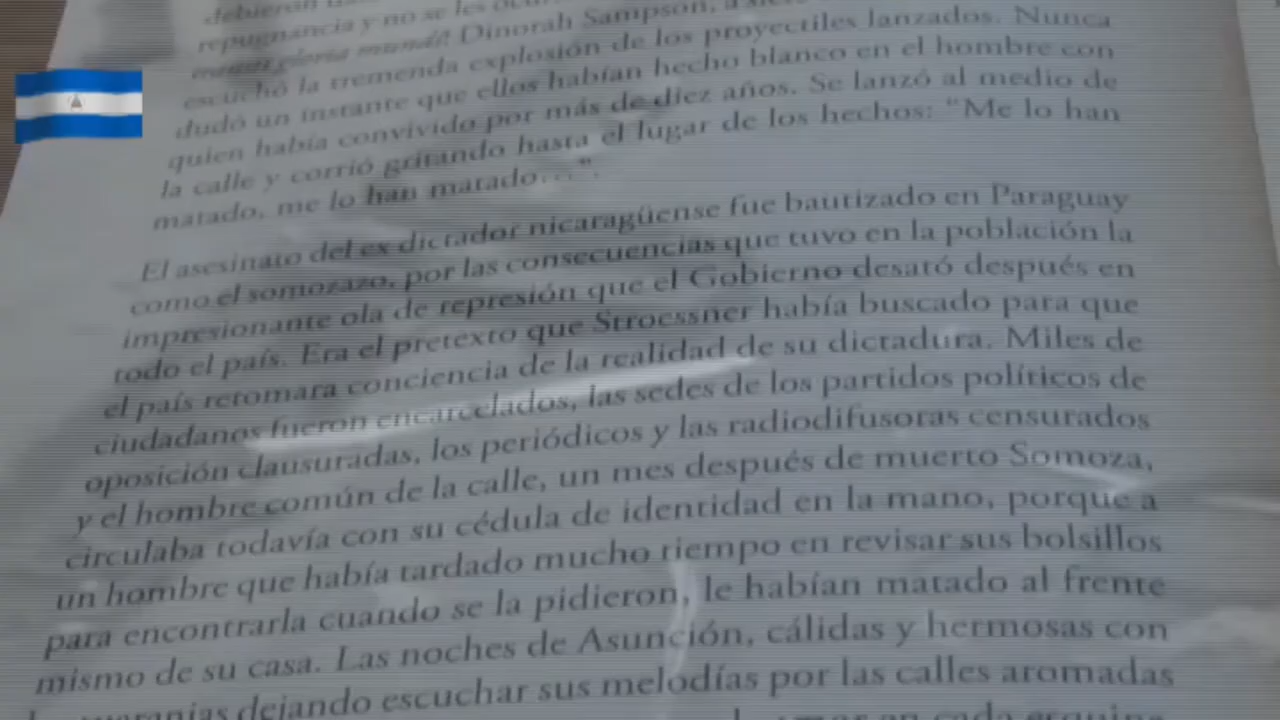 repugnancia y no se les
gloria mundi! Dinorah Sampson, a
escuchó la tremenda explosión de los proyectiles lanzados. Nunca
dudó un instante que ellos habían hecho blanco en el hombre con
quien había convivido por más de diez años. Se lanzó al medio de
la calle y corrió gritando hasta el lugar de los hechos: "Me lo han
matado, me lo han matado...".
El asesinato del ex dictador nicaragüense fue bautizado en Paraguay
como el somozazo, por las consecuencias que tuvo en la población la
impresionante ola de represión que el Gobierno desató después en
todo el país. Era el pretexto que Stroessner había buscado para que
el país retomara conciencia de la realidad de su dictadura. Miles de
ciudadanos fueron encarcelados, las sedes de los partidos políticos de
oposición clausuradas, los periódicos y las radiodifusoras censurados
y el hombre común de la calle, un mes después de muerto Somoza,
circulaba todavía con su cédula de identidad en la mano, porque a
un hombre que había tardado mucho tiempo en revisar sus bolsillos
para encontrarla cuando se la pidieron, le habían matado al frente
mismo de su casa. Las noches de Asunción, cálidas y hermosas con
dejando escuchar sus melodías por las calles aromadas
en cada